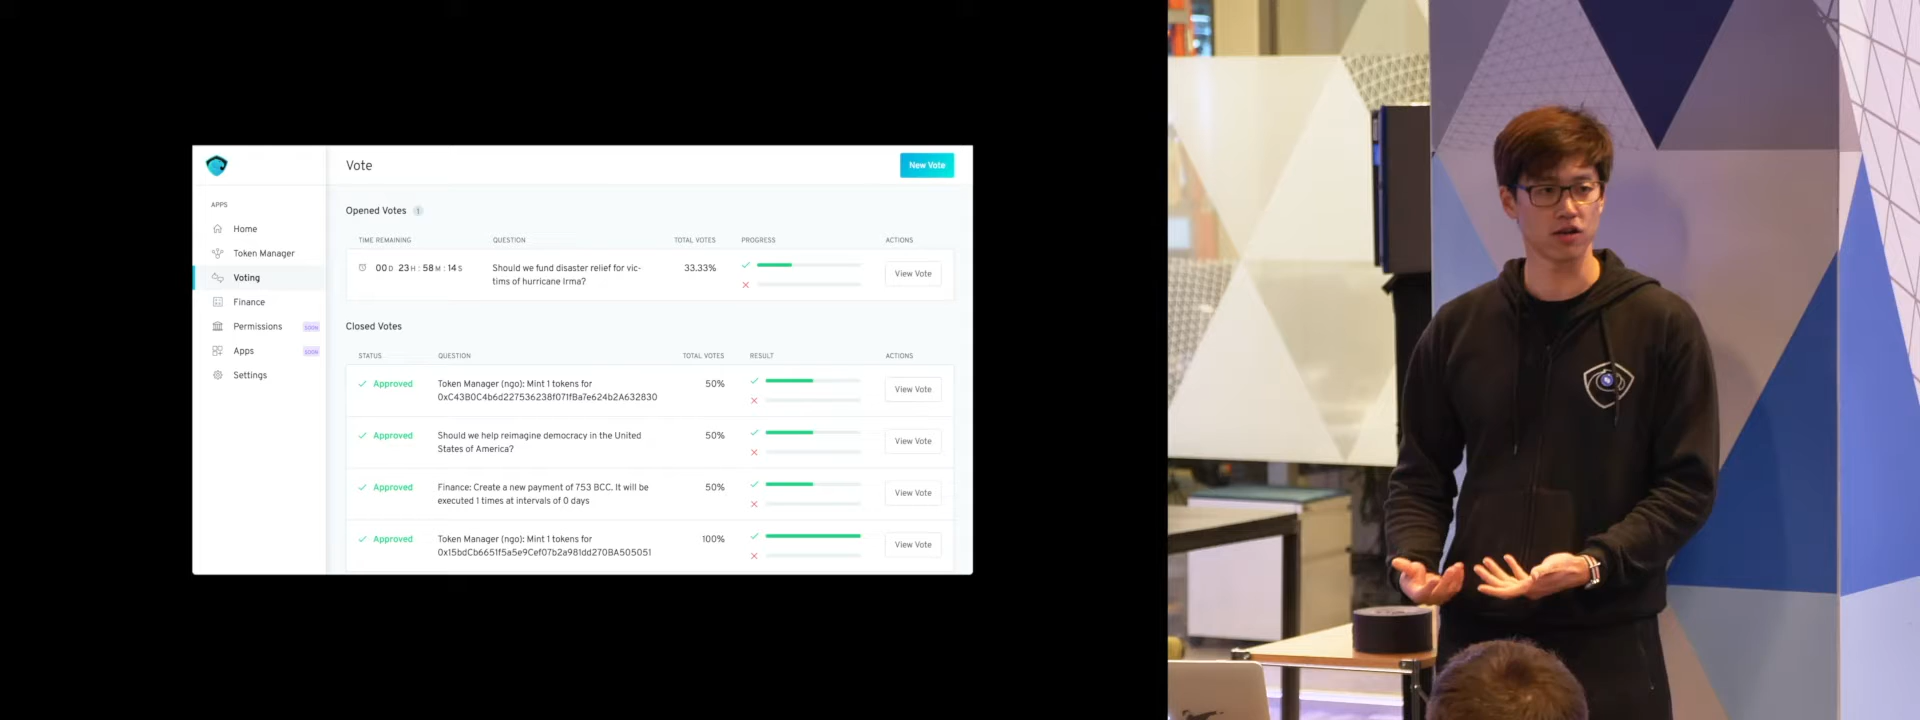 Vote
New Vote
APPS
Home
Token Manager
Voting
Finance
Permissions SOON
Apps SOON
Settings
Opened Votes 1
TIME REMAINING QUESTION TOTAL VOTES PROGRESS ACTIONS
00D 23H : 58M : 14S Should we fund disaster relief for vic- 33.33% View Vote
tims of hurricane Irma?
Closed Votes
STATUS QUESTION TOTAL VOTES RESULT ACTIONS
Approved Token Manager (ngo): Mint 1 tokens for 50% View Vote
0xC43B0C4b6d227536238f071fBa7e624b2A632830
Approved Should we help reimagine democracy in the United 50% View Vote
States of America?
Approved Finance: Create a new payment of 753 BCC. It will be 50% View Vote
executed 1 times at intervals of 0 days
Approved Token Manager (ngo): Mint 1 tokens for 100% View Vote
0x15bdCb6651f5a5e9Cef07b2a981dd270BA505051